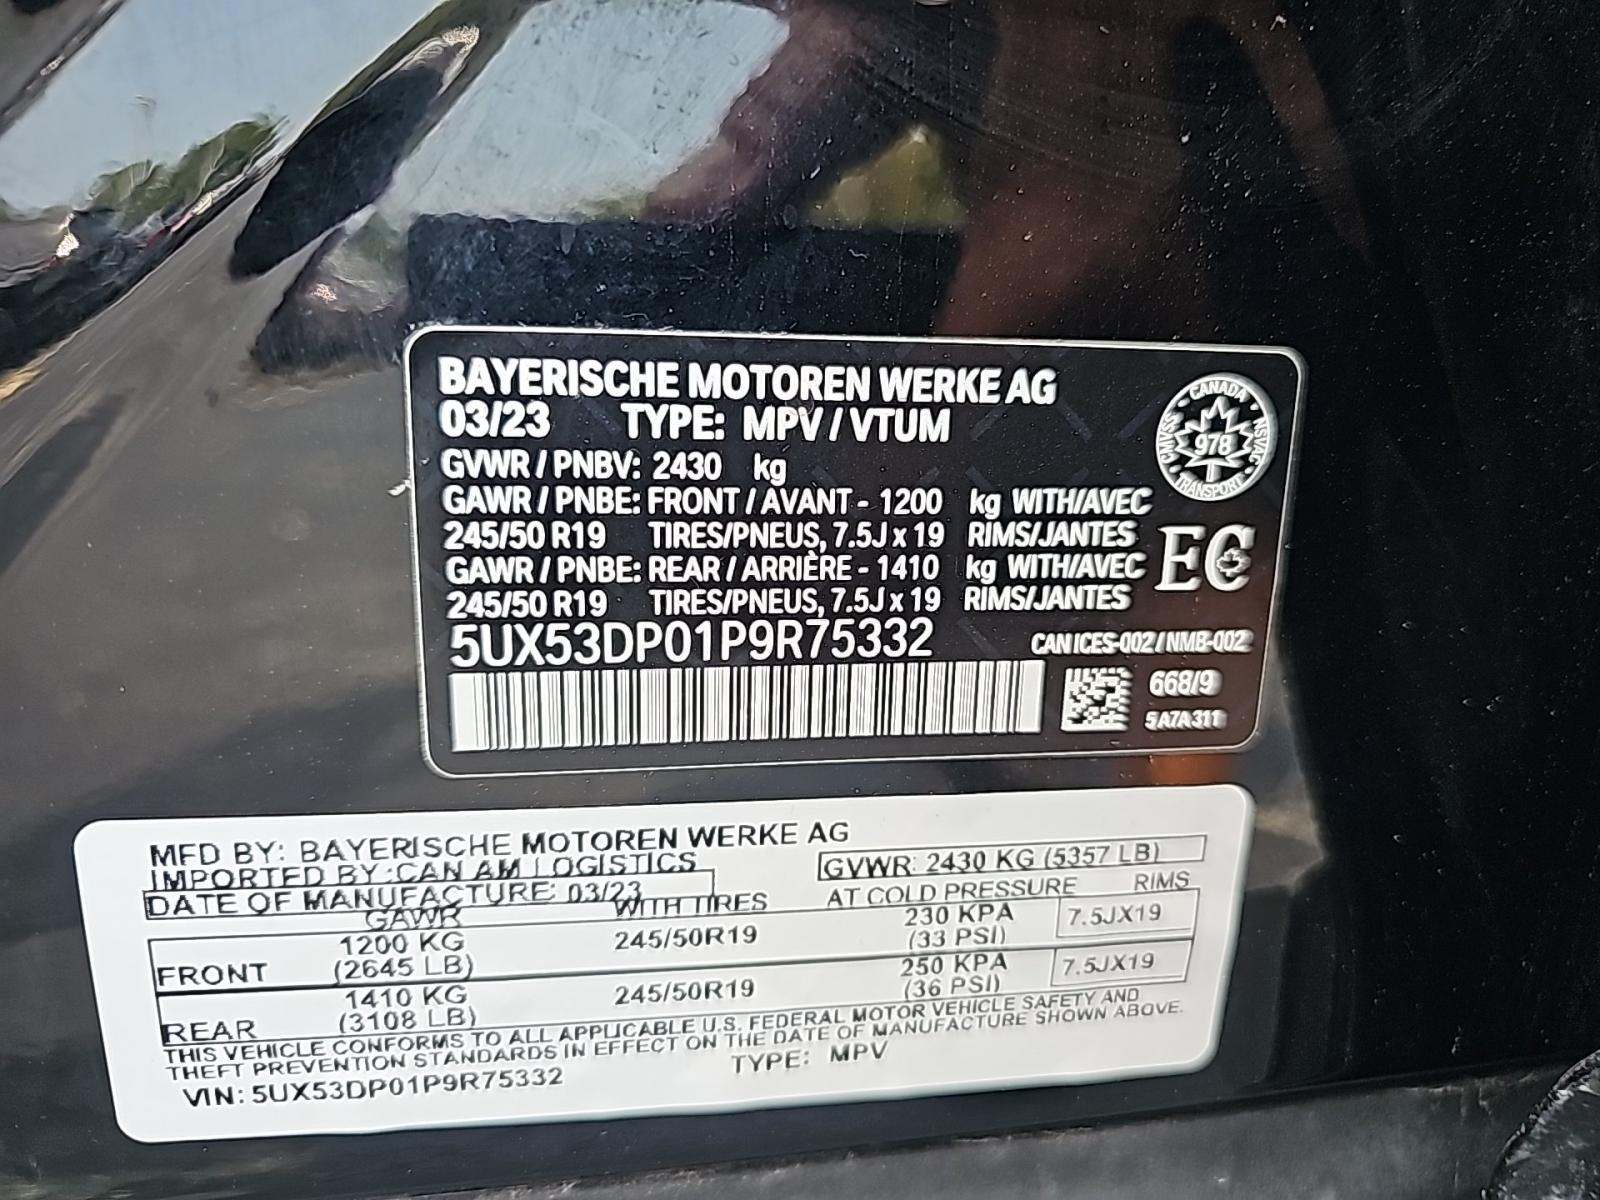 BAYERISCHE MOTOREN WERKE AG
03/23 TYPE: MPV / VTUM
GVWR / PNBV: 2430 kg
GAWR / PNBE: FRONT / AVANT - 1200 kg WITH/AVEC
245/50 R19 TIRES/PNEUS, 7.5J x 19 RIMS/JANTES
GAWR / PNBE: REAR / ARRIÈRE - 1410 kg WITH/AVEC
245/50 R19 TIRES/PNEUS, 7.5J x 19 RIMS/JANTES
5UX53DP01P9R75332
CANADA
CMVSS
978
NSVAC
TRANSPORT
EC
CAN ICES-002 / NMB-002
668/9
5A7A311
MFD BY: BAYERISCHE MOTOREN WERKE AG
IMPORTED BY :CAN AM LOGISTICS
GVWR: 2430 KG (5357 LB)
DATE OF MANUFACTURE: 03/23
GAWR WITH TIRES AT COLD PRESSURE RIMS
FRONT 1200 KG (2645 LB) 245/50R19 230 KPA (33 PSI) 7.5JX19
REAR 1410 KG (3108 LB) 245/50R19 250 KPA (36 PSI) 7.5JX19
THIS VEHICLE CONFORMS TO ALL APPLICABLE U.S. FEDERAL MOTOR VEHICLE SAFETY AND
THEFT PREVENTION STANDARDS IN EFFECT ON THE DATE OF MANUFACTURE SHOWN ABOVE.
VIN: 5UX53DP01P9R75332 TYPE: MPV